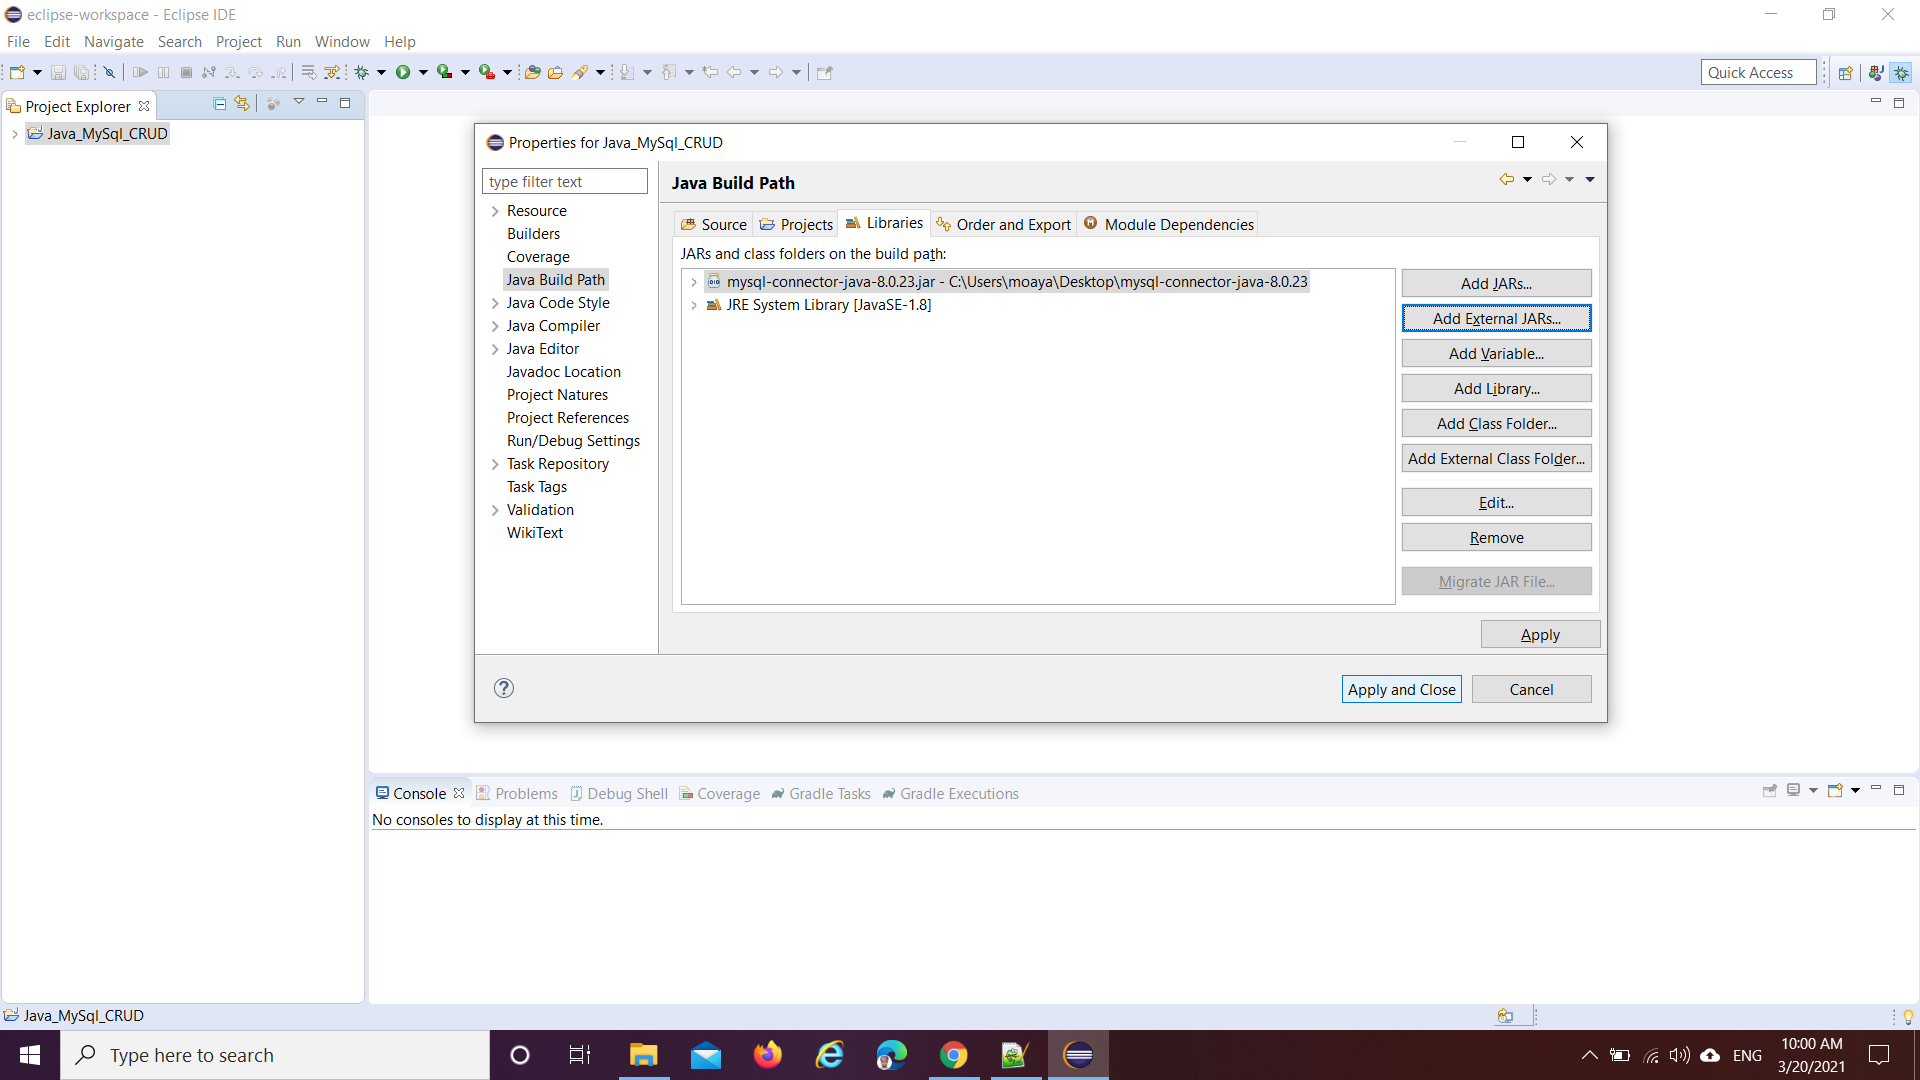 eclipse-workspace - Eclipse IDE
File Edit Navigate Search Project Run Window Help
Quick Access
Project Explorer
Java_MySql_CRUD
Properties for Java_MySql_CRUD
type filter text
Resource
Builders
Coverage
Java Build Path
Java Code Style
Java Compiler
Java Editor
Javadoc Location
Project Natures
Project References
Run/Debug Settings
Task Repository
Task Tags
Validation
WikiText
Java Build Path
Source Projects Libraries Order and Export Module Dependencies
JARs and class folders on the build path:
mysql-connector-java-8.0.23.jar - C:\Users\moaya\Desktop\mysql-connector-java-8.0.23
JRE System Library [JavaSE-1.8]
Add JARs...
Add External JARs...
Add Variable...
Add Library...
Add Class Folder...
Add External Class Folder...
Edit...
Remove
Migrate JAR File...
Apply
Apply and Close Cancel
Console Problems Debug Shell Coverage Gradle Tasks Gradle Executions
No consoles to display at this time.
Java_MySql_CRUD
Type here to search
ENG
10:00 AM
3/20/2021